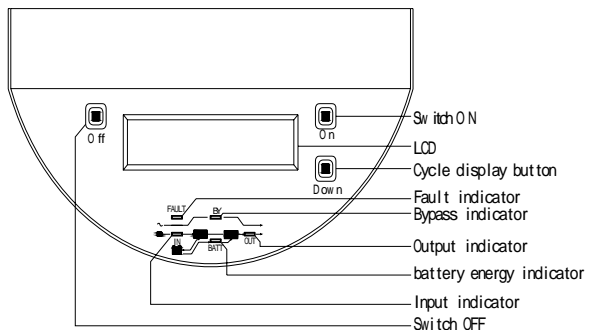 Off
On
Down
FAULT
BY
IN
BATT
OUT
Switch ON
LCD
Cycle display button
Fault indicator
Bypass indicator
Output indicator
battery energy indicator
Input indicator
Switch OFF